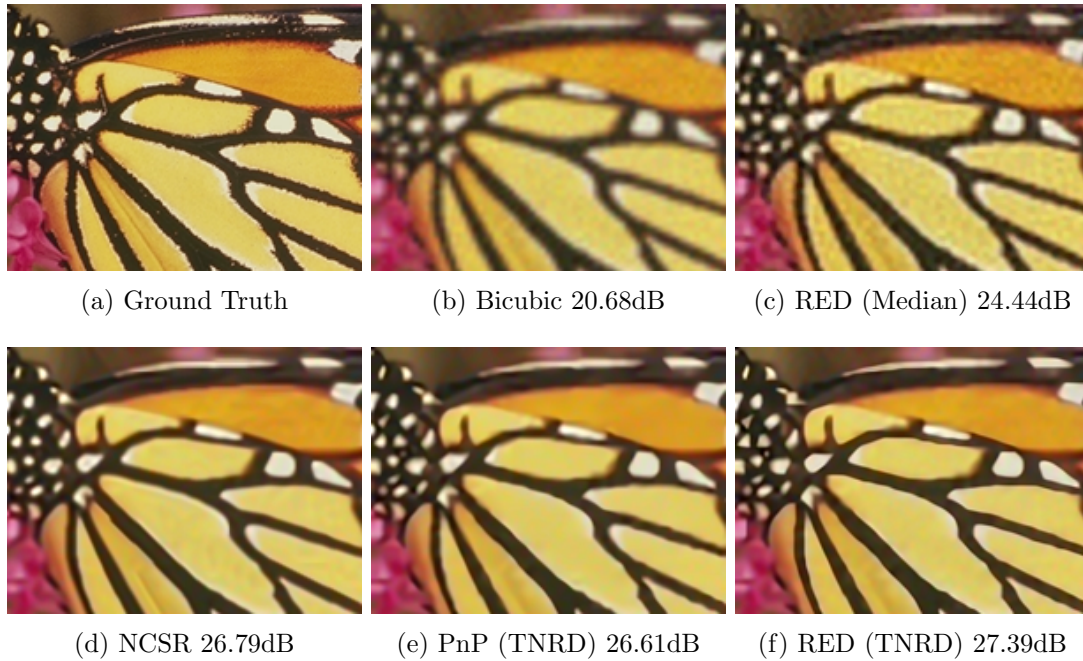 (a) Ground Truth
(b) Bicubic 20.68dB
(c) RED (Median) 24.44dB
(d) NCSR 26.79dB
(e) PnP (TNRD) 26.61dB
(f) RED (TNRD) 27.39dB